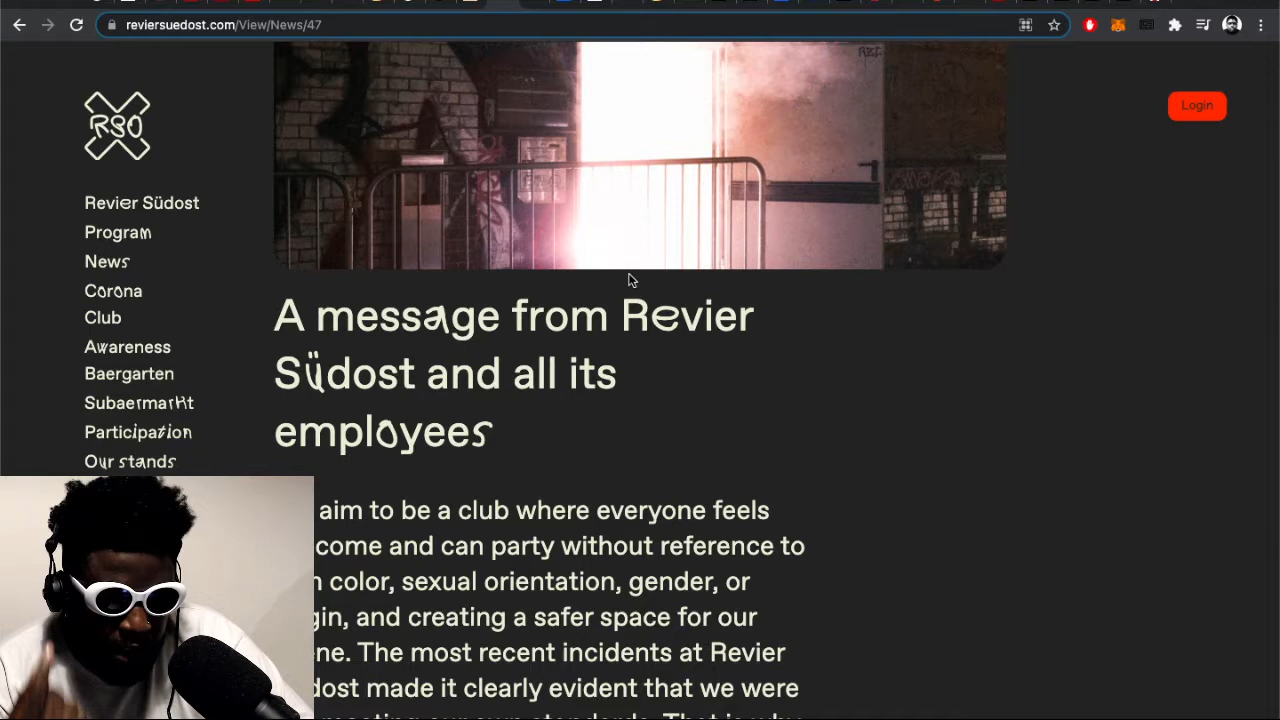 reviersuedost.com/View/News/47
RSO
Login
Revier Südost
Program
News
Corona
Club
Awareness
Baergarten
Subaermarkt
Participation
Our stands
A message from Revier
Südost and all its
employees
aim to be a club where everyone feels
come and can party without reference to
color, sexual orientation, gender, or
gin, and creating a safer space for our
ne. The most recent incidents at Revier
dost made it clearly evident that we were